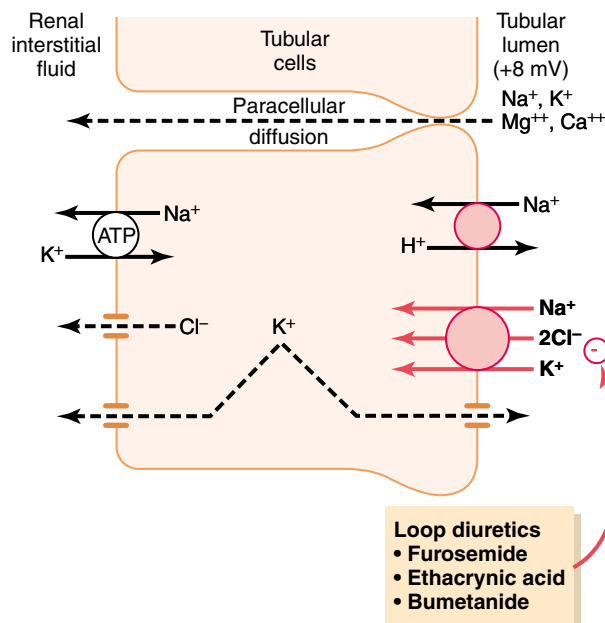 Renal
interstitial
fluid
Tubular
cells
Tubular
lumen
(+8 mV)
Paracellular
diffusion
Na⁺, K⁺
Mg⁺⁺, Ca⁺⁺
Na⁺
ATP
K⁺
Na⁺
H⁺
Cl⁻
K⁺
Na⁺
2Cl⁻
K⁺
-
Loop diuretics
• Furosemide
• Ethacrynic acid
• Bumetanide